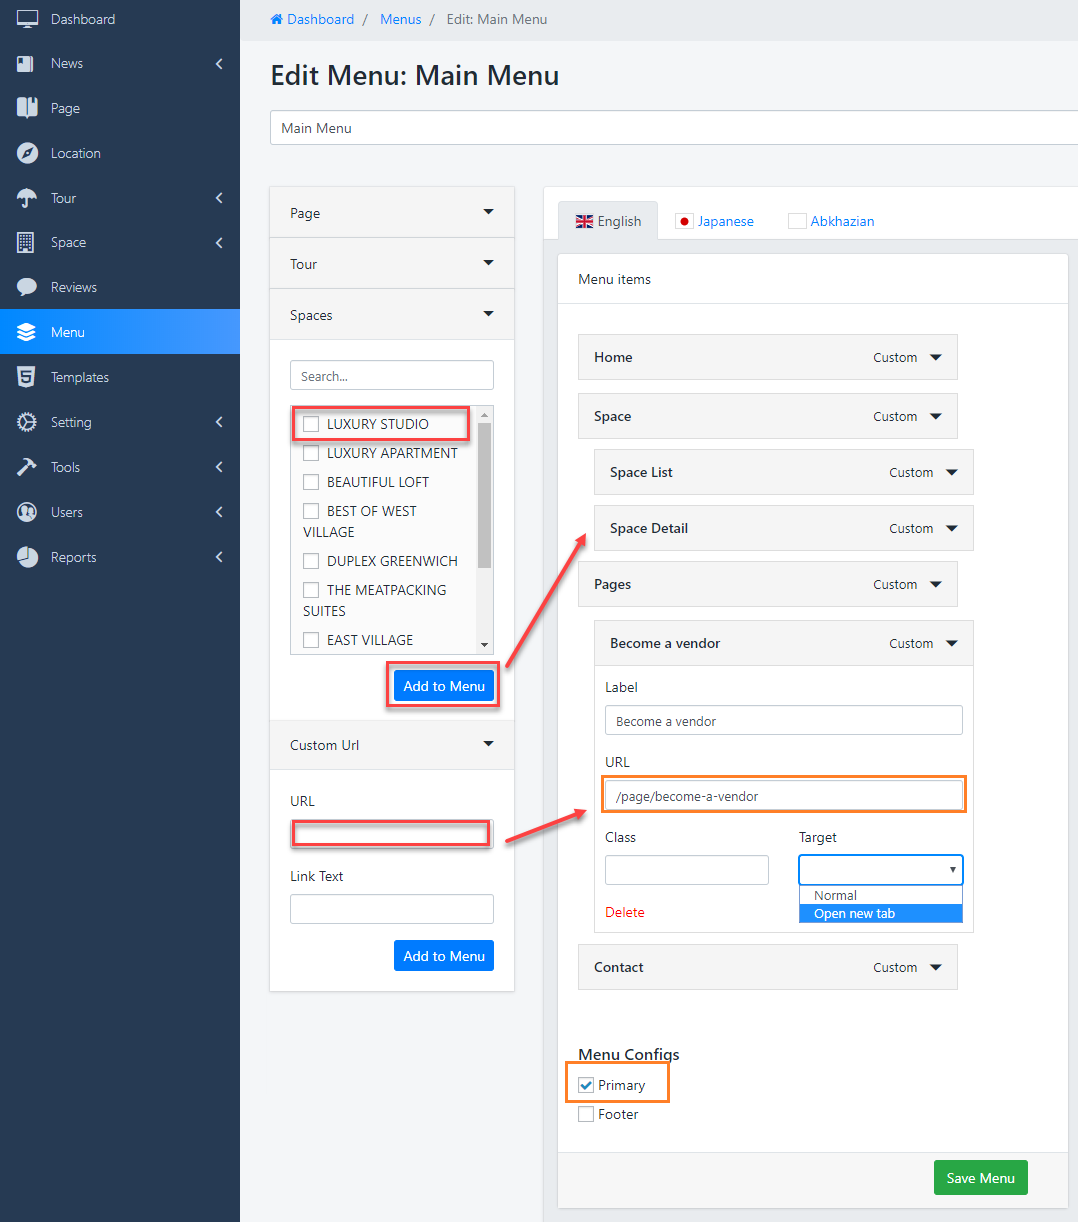 Dashboard
News
Page
Location
Tour
Space
Reviews
Menu
Templates
Setting
Tools
Users
Reports
Dashboard / Menus / Edit: Main Menu
Edit Menu: Main Menu
Main Menu
Page
Tour
Spaces
Search...
LUXURY STUDIO
LUXURY APARTMENT
BEAUTIFUL LOFT
BEST OF WEST
VILLAGE
DUPLEX GREENWICH
THE MEATPACKING
SUITES
EAST VILLAGE
Add to Menu
Custom Url
URL
Link Text
Add to Menu
English Japanese Abkhazian
Menu items
Home Custom
Space Custom
Space List Custom
Space Detail Custom
Pages Custom
Become a vendor Custom
Label
Become a vendor
URL
/page/become-a-vendor
Class Target
Normal
Open new tab
Delete
Contact Custom
Menu Configs
Primary
Footer
Save Menu